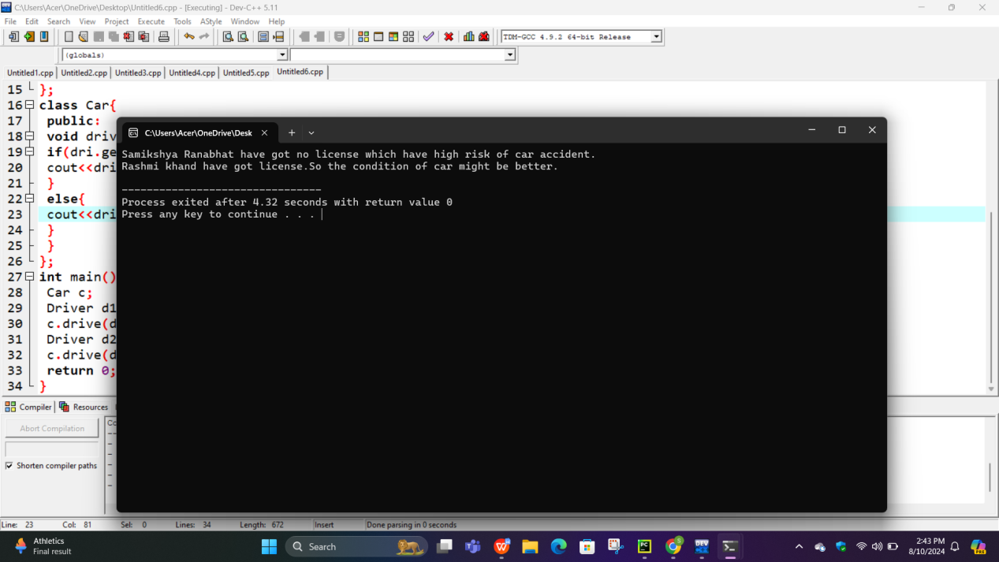 C:\Users\Acer\OneDrive\Desktop\Untitled6.cpp - [Executing] - Dev-C++ 5.11
File Edit Search View Project Execute Tools AStyle Window Help
TDM-GCC 4.9.2 64-bit Release
(globals)
Untitled1.cpp Untitled2.cpp Untitled3.cpp Untitled4.cpp Untitled5.cpp Untitled6.cpp
15 };
16 class Car{
17 public:
18 void driv
19 if(dri.ge
20 cout<<dri
21 }
22 else{
23 cout<<dri
24 }
25 }
26 };
27 int main()
28 Car c;
29 Driver d1
30 c.drive(d
31 Driver d2
32 c.drive(d
33 return 0;
34 }
C:\Users\Acer\OneDrive\Desk
Samikshya Ranabhat have got no license which have high risk of car accident.
Rashmi khand have got license.So the condition of car might be better.
--------------------------------
Process exited after 4.32 seconds with return value 0
Press any key to continue . . .
Compiler Resources
Abort Compilation
Shorten compiler paths
Line: 23 Col: 81 Sel: 0 Lines: 34 Length: 672 Insert Done parsing in 0 seconds
Athletics
Final result
Search
2:43 PM
8/10/2024